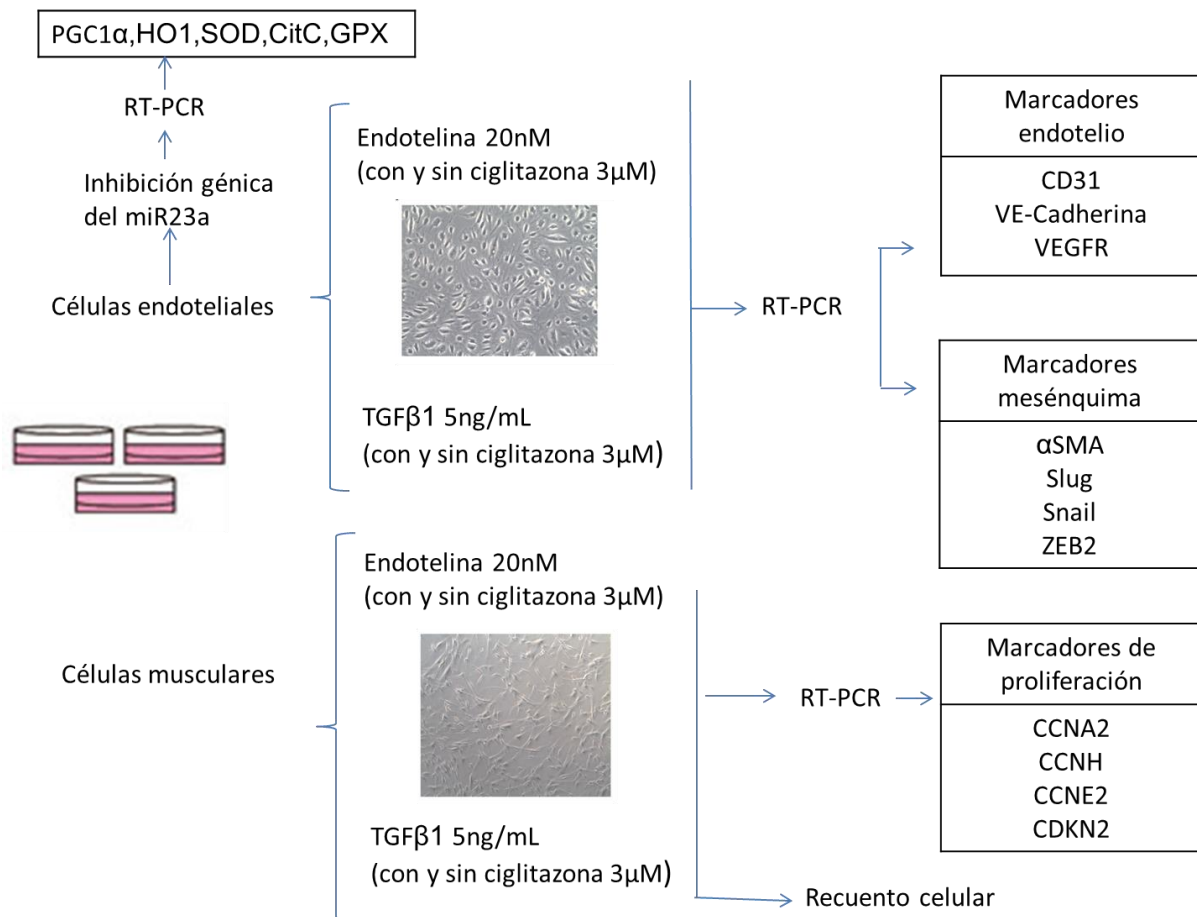 PGC1α,HO1,SOD,CitC,GPX
RT-PCR
Inhibición génica
del miR23a
Células endoteliales
Endotelina 20nM
(con y sin ciglitazona 3µM)
TGFβ1 5ng/mL
(con y sin ciglitazona 3µM)
RT-PCR
Marcadores
endotelio
CD31
VE-Cadherina
VEGFR
Marcadores
mesénquima
αSMA
Slug
Snail
ZEB2
Células musculares
Endotelina 20nM
(con y sin ciglitazona 3µM)
TGFβ1 5ng/mL
(con y sin ciglitazona 3µM)
RT-PCR
Marcadores de
proliferación
CCNA2
CCNH
CCNE2
CDKN2
Recuento celular